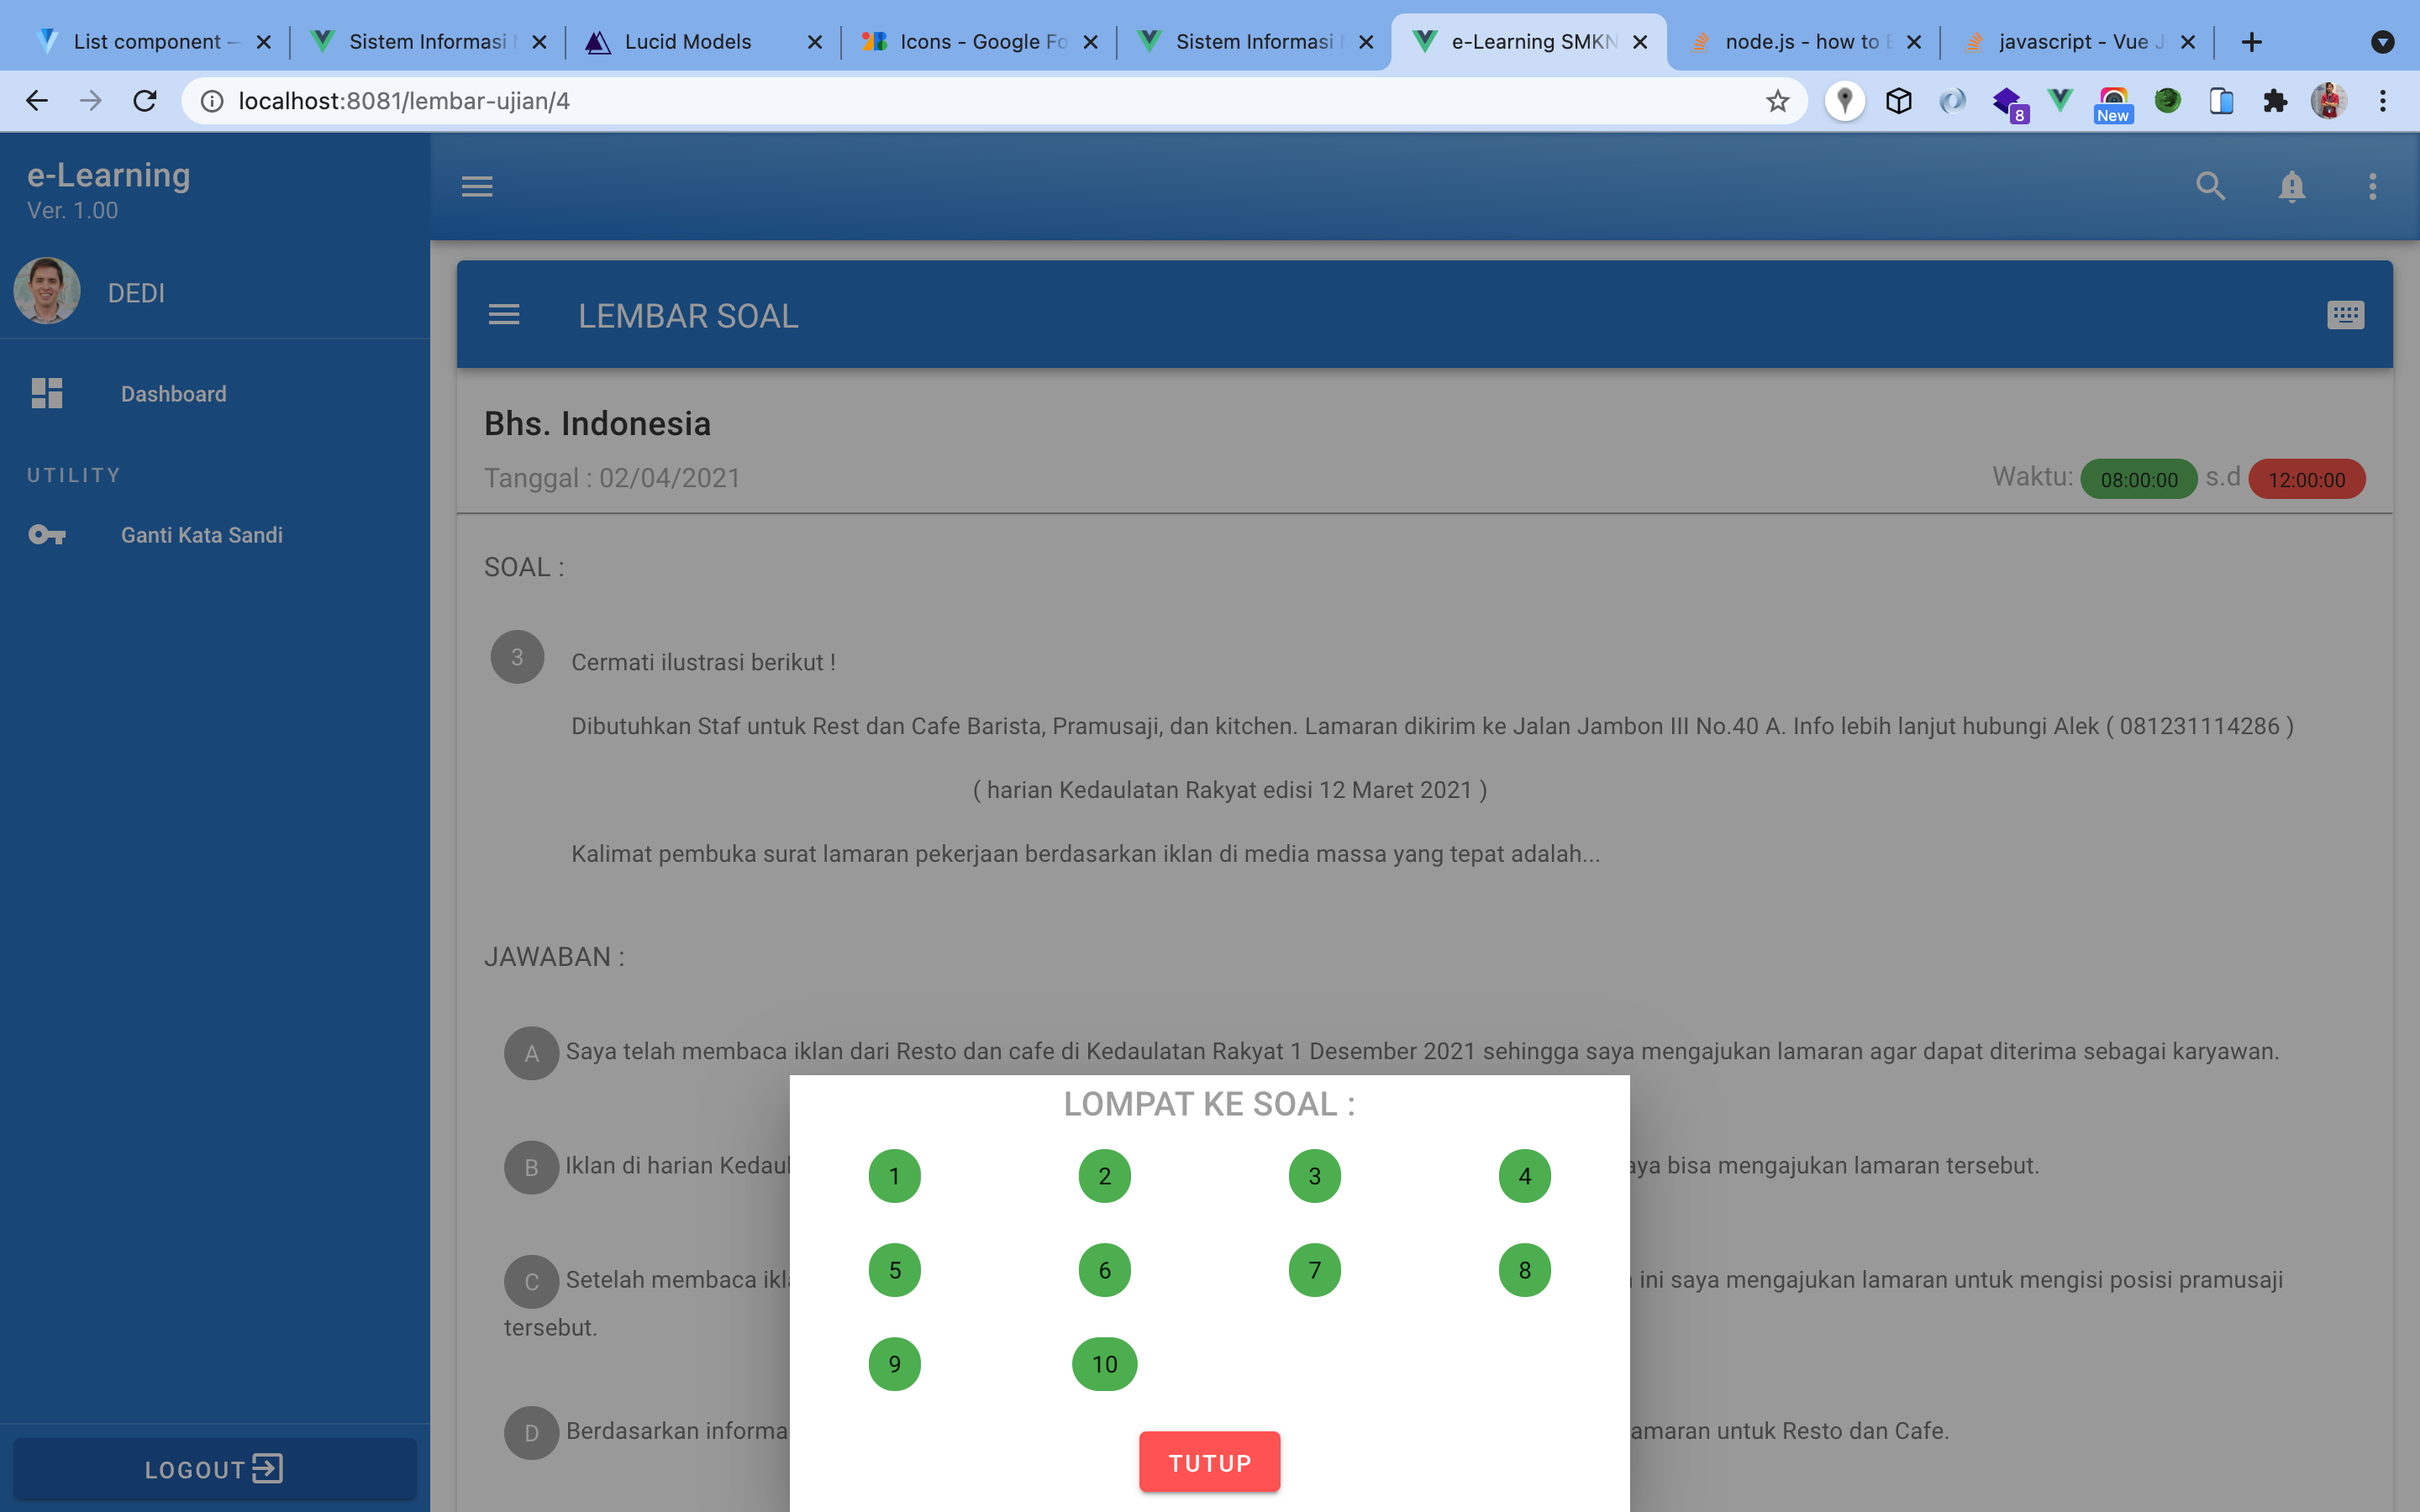 List component —
Sistem Informasi
Lucid Models
Icons - Google Fo
Sistem Informasi
e-Learning SMKN
node.js - how to
javascript - Vue J
localhost:8081/lembar-ujian/4
8
New
e-Learning
Ver. 1.00
DEDI
Dashboard
UTILITY
Ganti Kata Sandi
LOGOUT
LEMBAR SOAL
Bhs. Indonesia
Tanggal : 02/04/2021
Waktu: 08:00:00 s.d 12:00:00
SOAL :
3 Cermati ilustrasi berikut !
Dibutuhkan Staf untuk Rest dan Cafe Barista, Pramusaji, dan kitchen. Lamaran dikirim ke Jalan Jambon III No.40 A. Info lebih lanjut hubungi Alek ( 081231114286 )
( harian Kedaulatan Rakyat edisi 12 Maret 2021 )
Kalimat pembuka surat lamaran pekerjaan berdasarkan iklan di media massa yang tepat adalah...
JAWABAN :
A Saya telah membaca iklan dari Resto dan cafe di Kedaulatan Rakyat 1 Desember 2021 sehingga saya mengajukan lamaran agar dapat diterima sebagai karyawan.
B Iklan di harian Kedaul aya bisa mengajukan lamaran tersebut.
C Setelah membaca ikl ini saya mengajukan lamaran untuk mengisi posisi pramusaji
tersebut.
D Berdasarkan informa amaran untuk Resto dan Cafe.
LOMPAT KE SOAL :
1 2 3 4
5 6 7 8
9 10
TUTUP